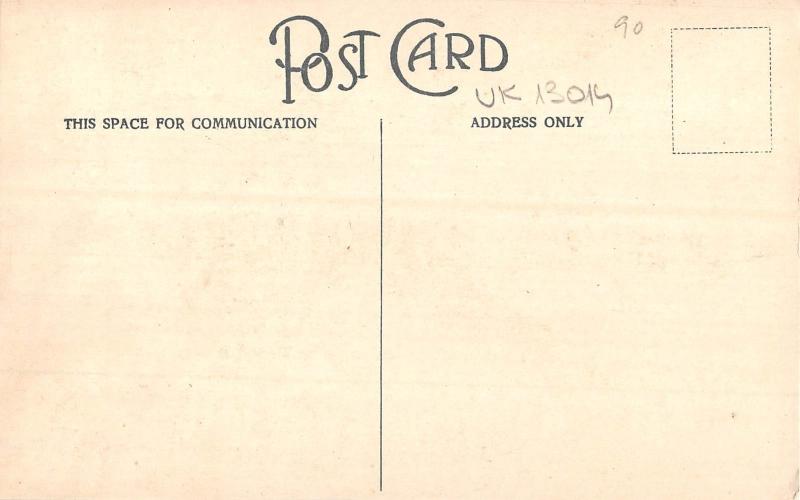 90
POST CARD
UK 13014
THIS SPACE FOR COMMUNICATION
ADDRESS ONLY